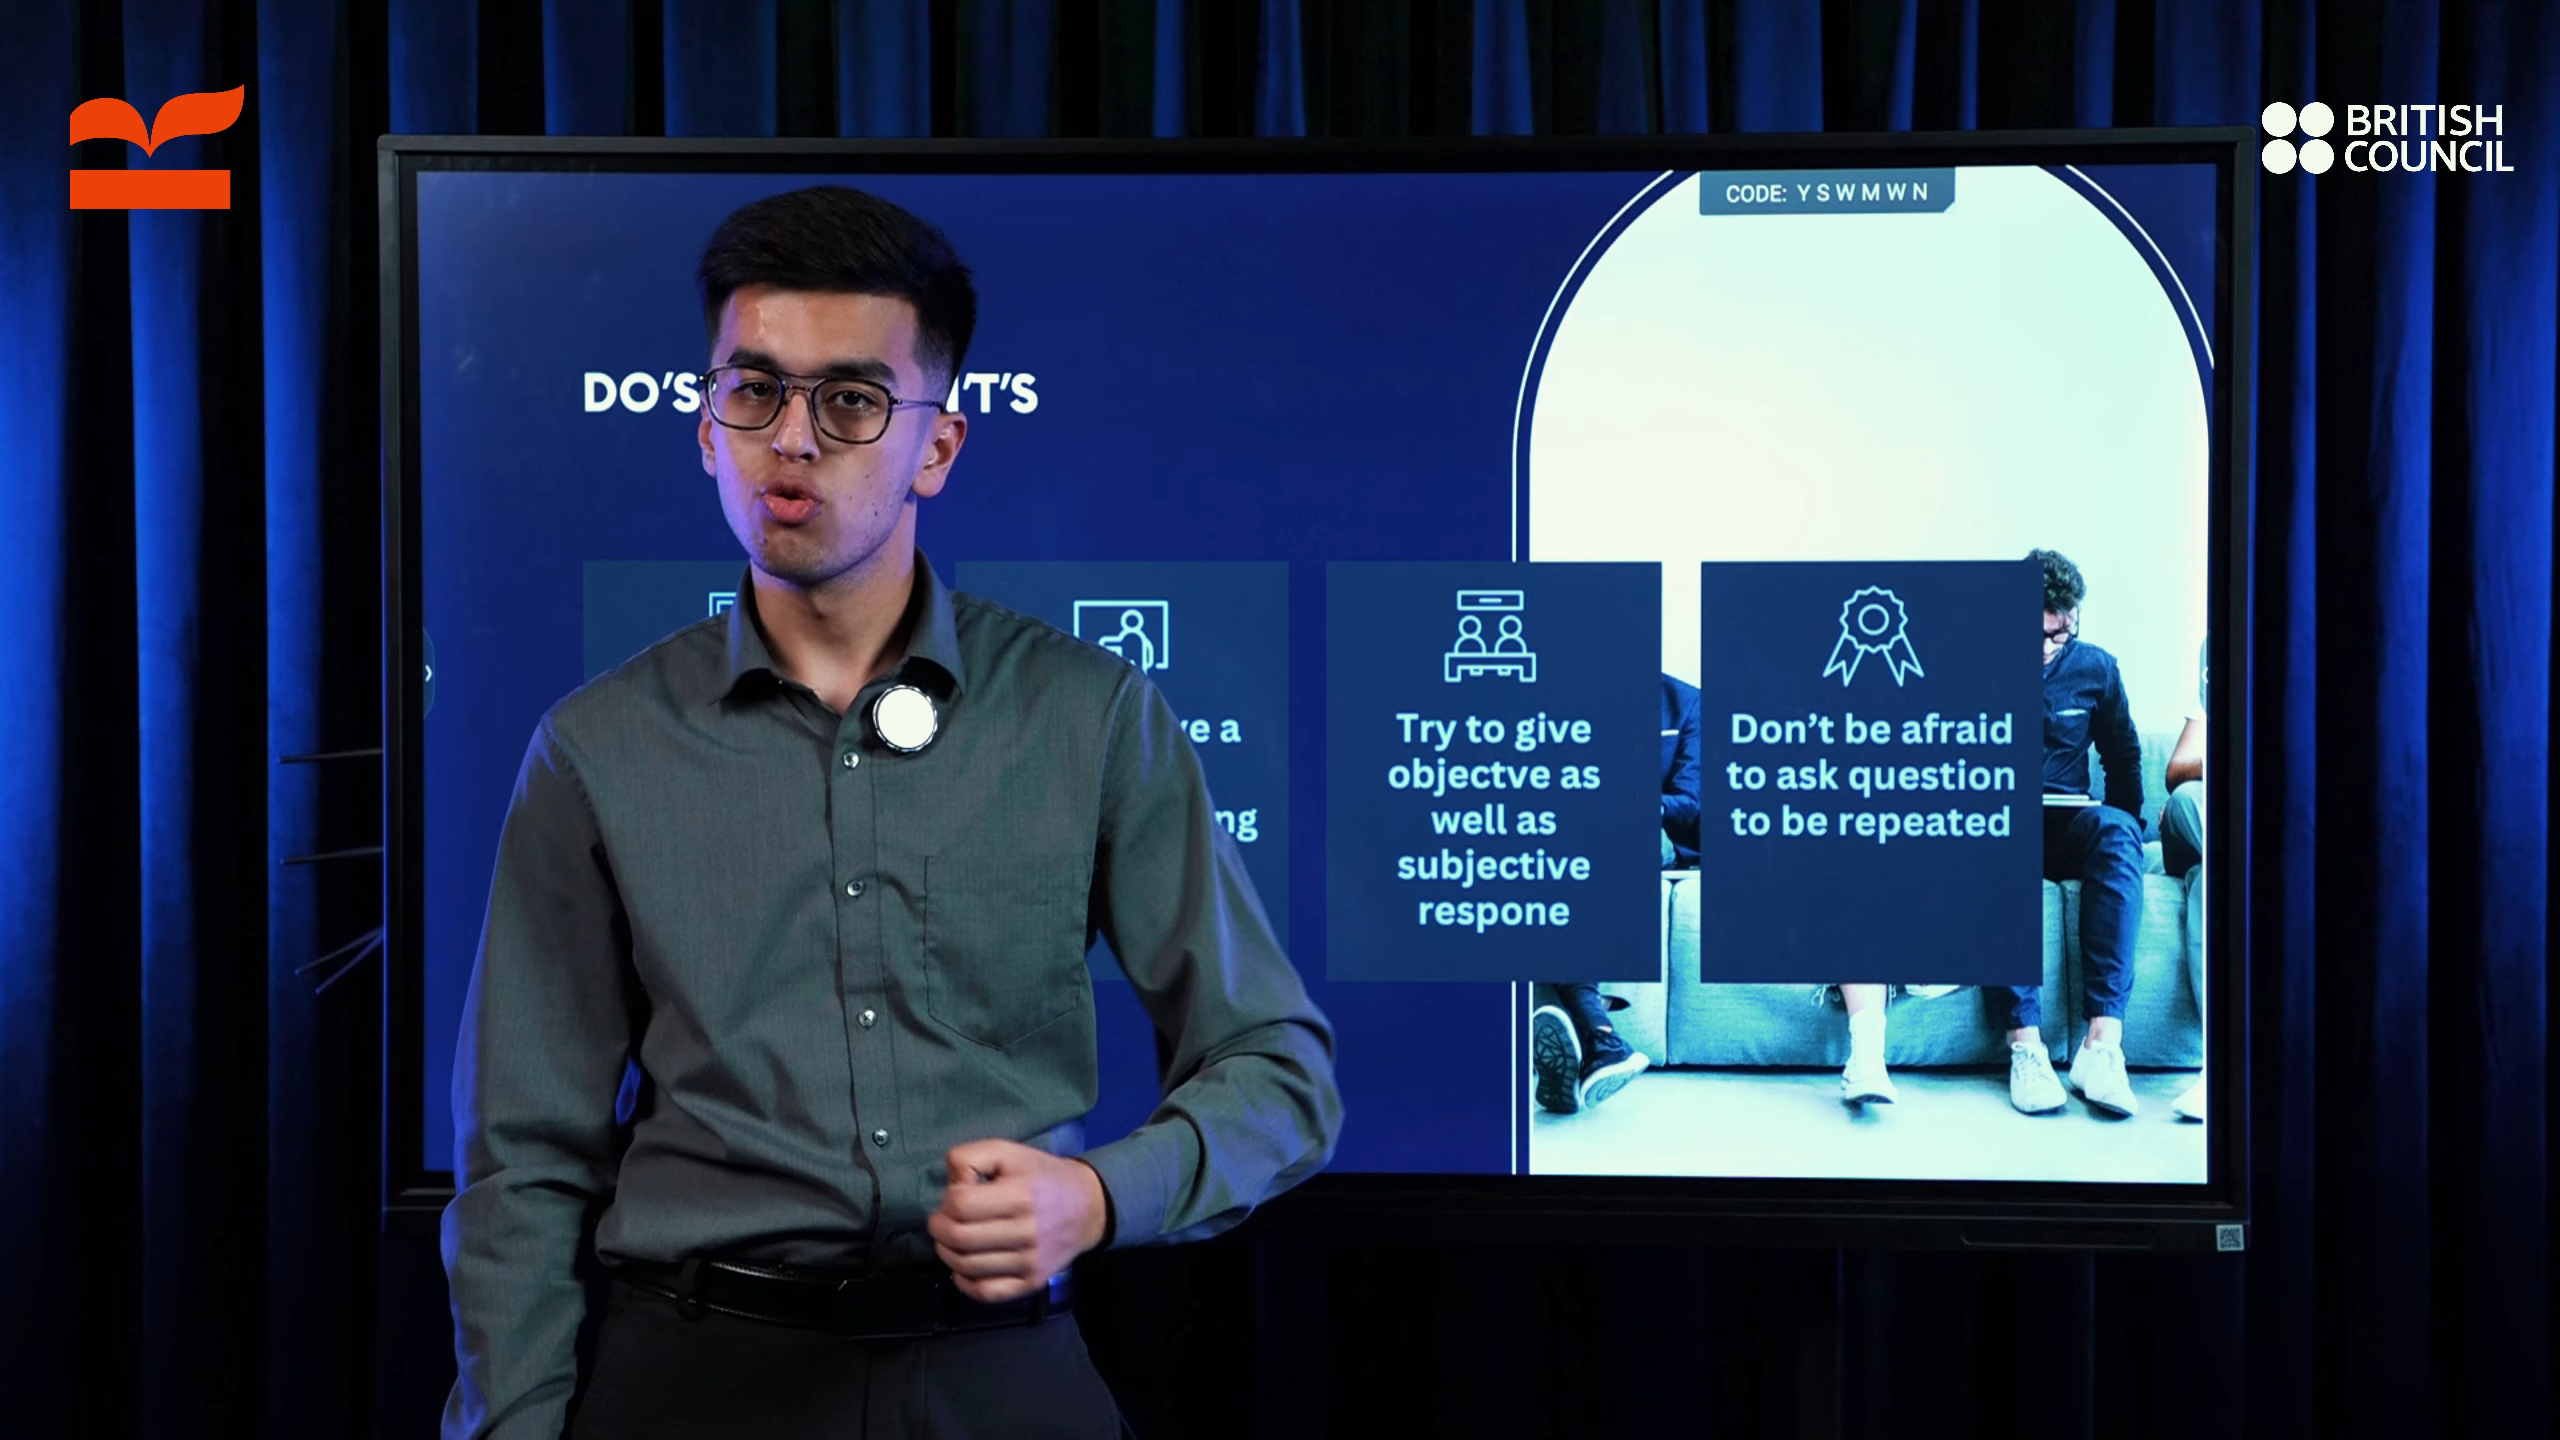 BRITISH
COUNCIL
CODE: YSWMWN
DO'S
'T'S
Try to give
objectve as
well as
subjective
respone
Don't be afraid
to ask question
to be repeated